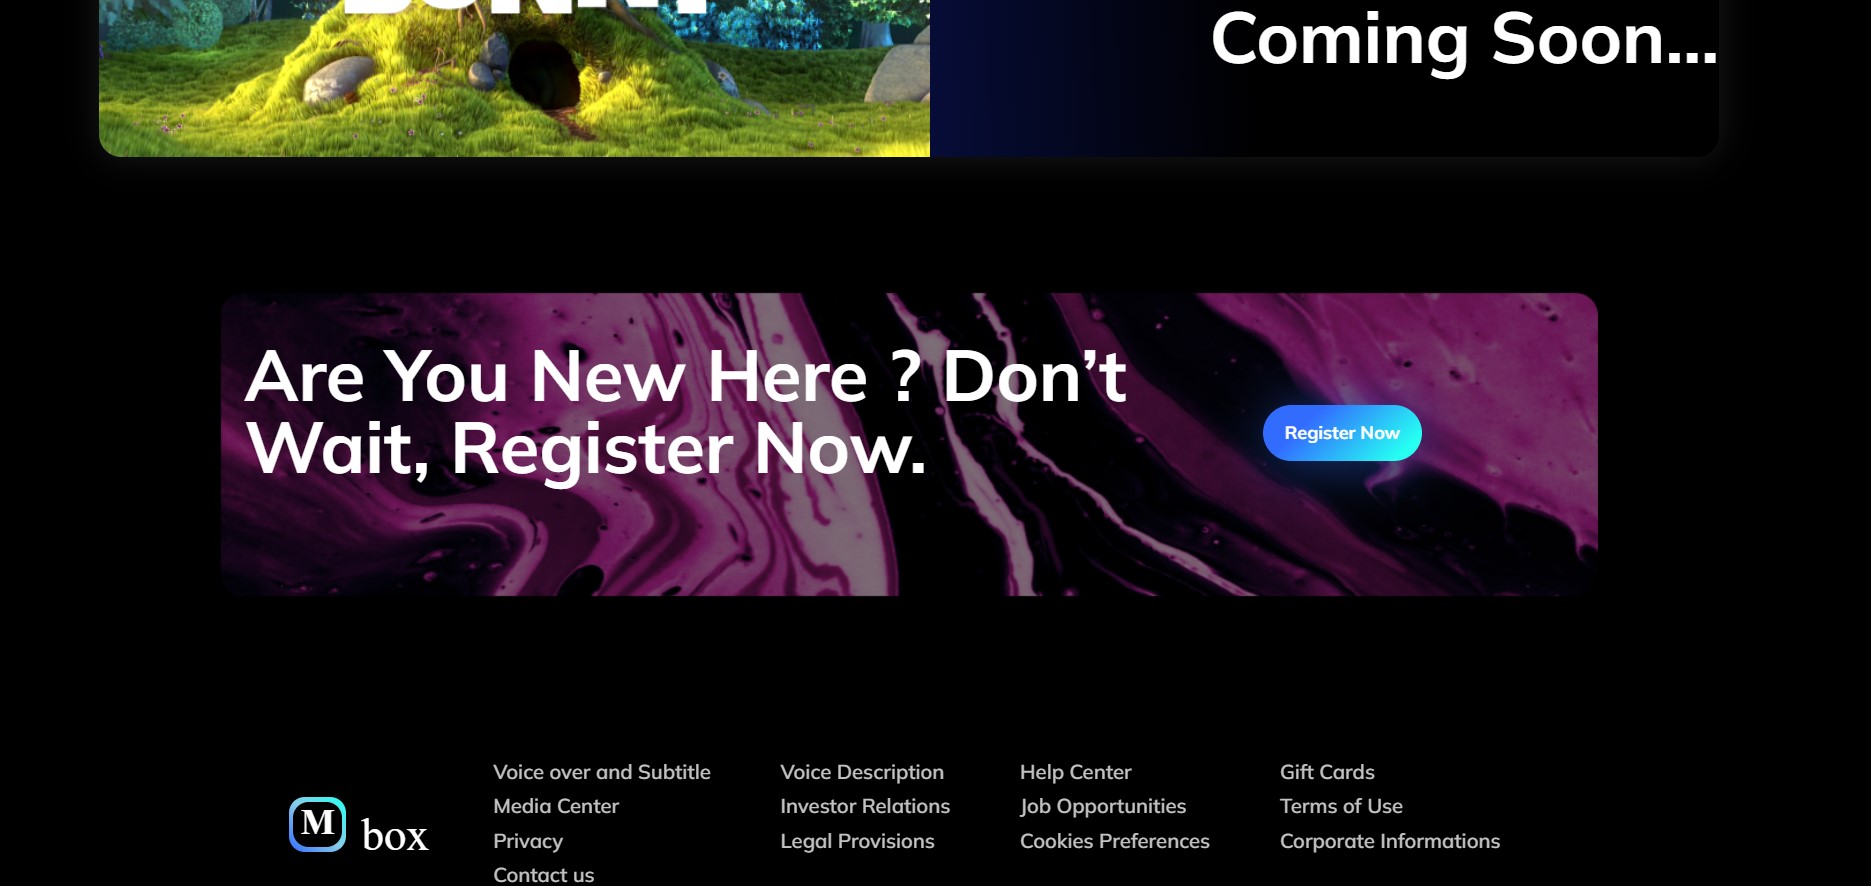 BUNNY
Coming Soon...
Are You New Here ? Don’t
Wait, Register Now.
Register Now
M box
Voice over and Subtitle
Media Center
Privacy
Contact us
Voice Description
Investor Relations
Legal Provisions
Help Center
Job Opportunities
Cookies Preferences
Gift Cards
Terms of Use
Corporate Informations